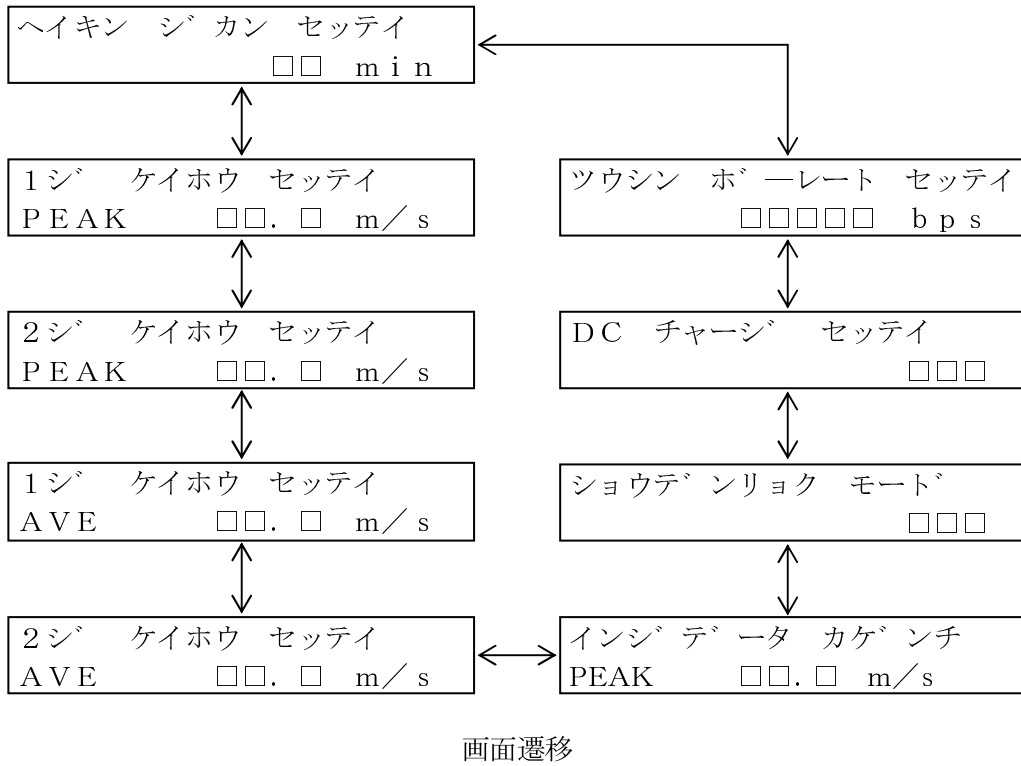 ヘイキン　ジカン　セッテイ
□□　ｍｉｎ
１ジ　ケイホウ　セッテイ
ＰＥＡＫ　□□．□　ｍ／ｓ
２ジ　ケイホウ　セッテイ
ＰＥＡＫ　□□．□　ｍ／ｓ
１ジ　ケイホウ　セッテイ
ＡＶＥ　□□．□　ｍ／ｓ
２ジ　ケイホウ　セッテイ
ＡＶＥ　□□．□　ｍ／ｓ
ツウシン　ボーレート　セッテイ
□□□□□　ｂｐｓ
ＤＣ　チャージ　セッテイ
□□□
ショウデンリョク　モード
□□□
インジデータ　カゲンチ
PEAK　□□．□　ｍ／ｓ
画面遷移